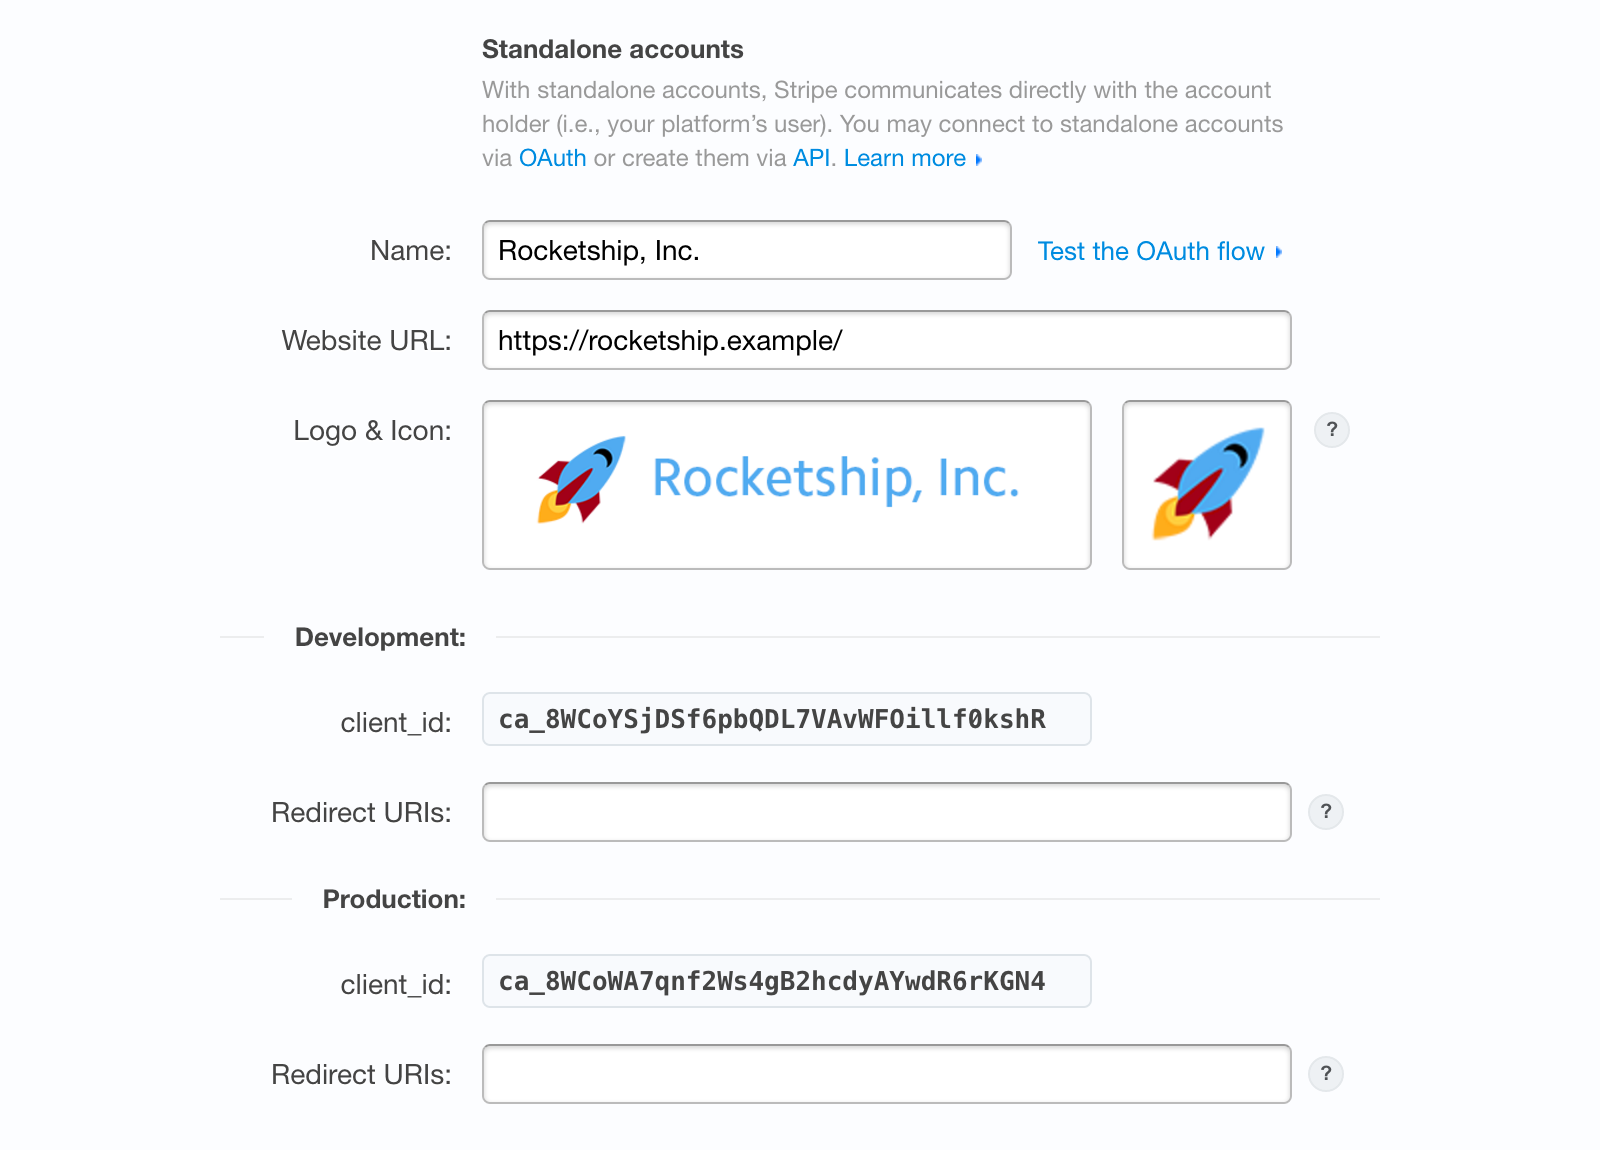 Standalone accounts
With standalone accounts, Stripe communicates directly with the account
holder (i.e., your platform’s user). You may connect to standalone accounts
via OAuth or create them via API. Learn more
Name: Rocketship, Inc. Test the OAuth flow
Website URL: https://rocketship.example/
Logo & Icon: Rocketship, Inc. ?
Development:
client_id: ca_8WCoYSjDSf6pbQDL7VAvWFOillf0kshR
Redirect URIs: ?
Production:
client_id: ca_8WCoWA7qnf2Ws4gB2hcdyAYwdR6rKGN4
Redirect URIs: ?